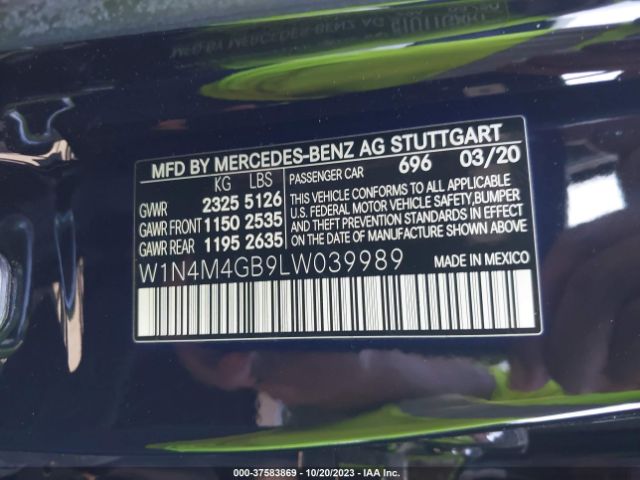 MFD BY MERCEDES-BENZ AG STUTTGART
KG LBS
GVWR 2325 5126
GAWR FRONT 1150 2535
GAWR REAR 1195 2635
PASSENGER CAR 696 03/20
THIS VEHICLE CONFORMS TO ALL APPLICABLE
U.S. FEDERAL MOTOR VEHICLE SAFETY, BUMPER
AND THEFT PREVENTION STANDARDS IN EFFECT
ON THE DATE OF MANUFACTURE SHOWN ABOVE.
W1N4M4GB9LW039989
MADE IN MEXICO
000-37583869 | 10/20/2023 | IAA Inc.